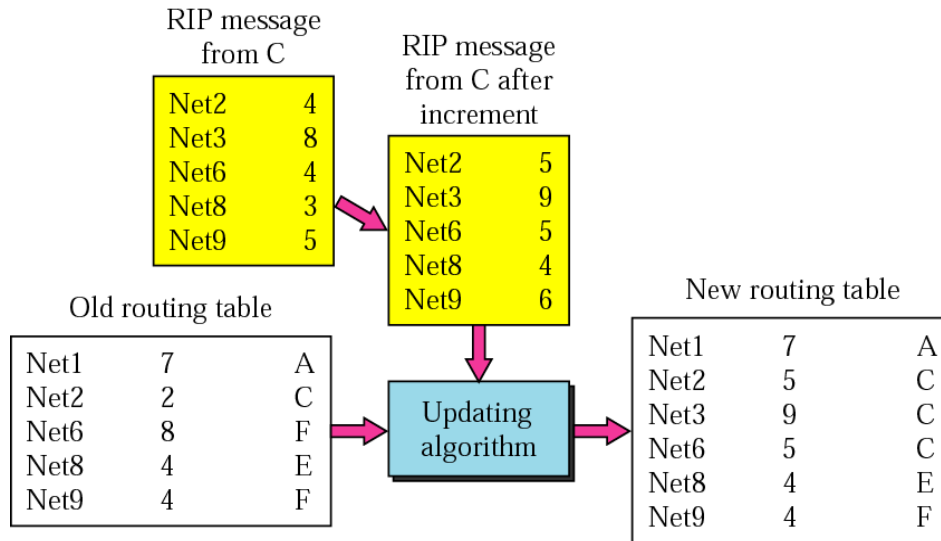 RIP message
from C
Net2 4
Net3 8
Net6 4
Net8 3
Net9 5
RIP message
from C after
increment
Net2 5
Net3 9
Net6 5
Net8 4
Net9 6
Old routing table
Net1 7 A
Net2 2 C
Net6 8 F
Net8 4 E
Net9 4 F
Updating
algorithm
New routing table
Net1 7 A
Net2 5 C
Net3 9 C
Net6 5 C
Net8 4 E
Net9 4 F